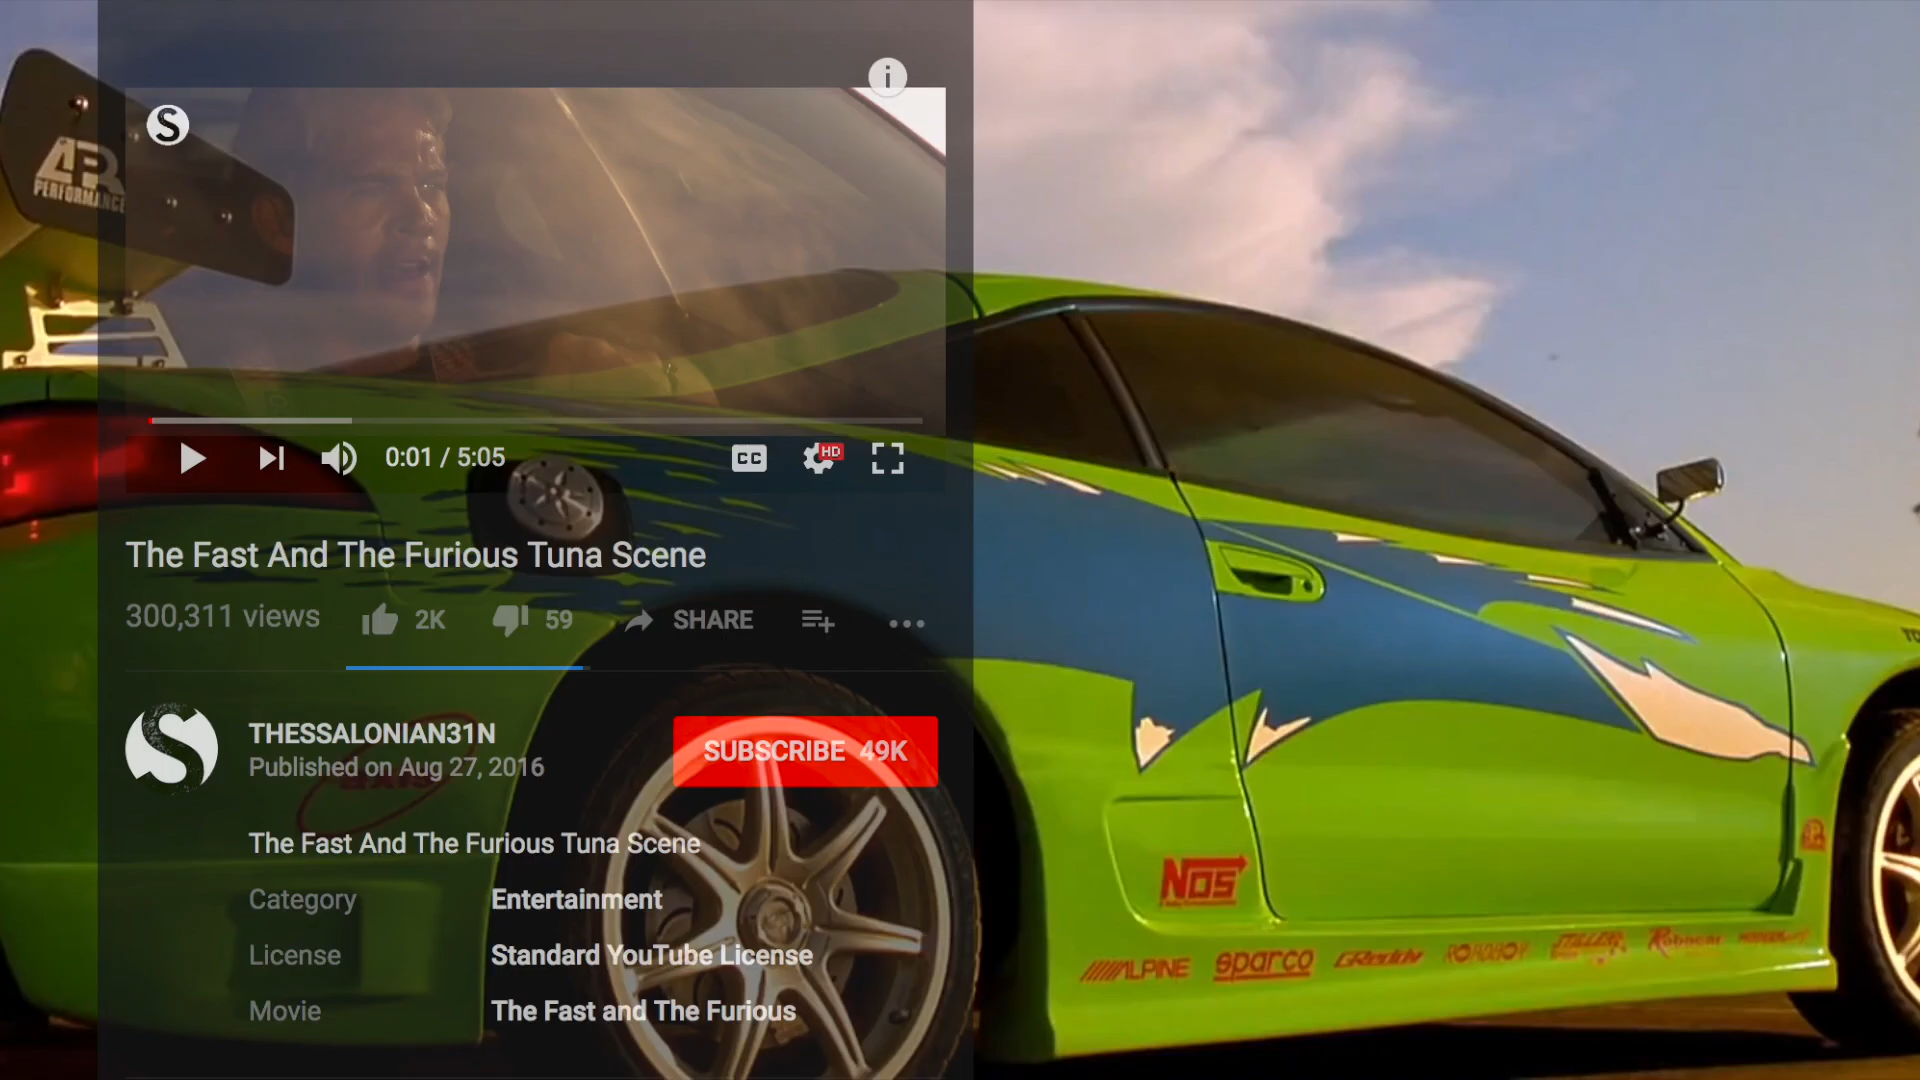 S
APR
PERFORMANCE
0:01 / 5:05
CC
HD
The Fast And The Furious Tuna Scene
300,311 views
2K
59
SHARE
THESSALONIAN31N
Published on Aug 27, 2016
SUBSCRIBE 49K
The Fast And The Furious Tuna Scene
Category Entertainment
License Standard YouTube License
Movie The Fast and The Furious
NOS
ALPINE
sparco
GReddy